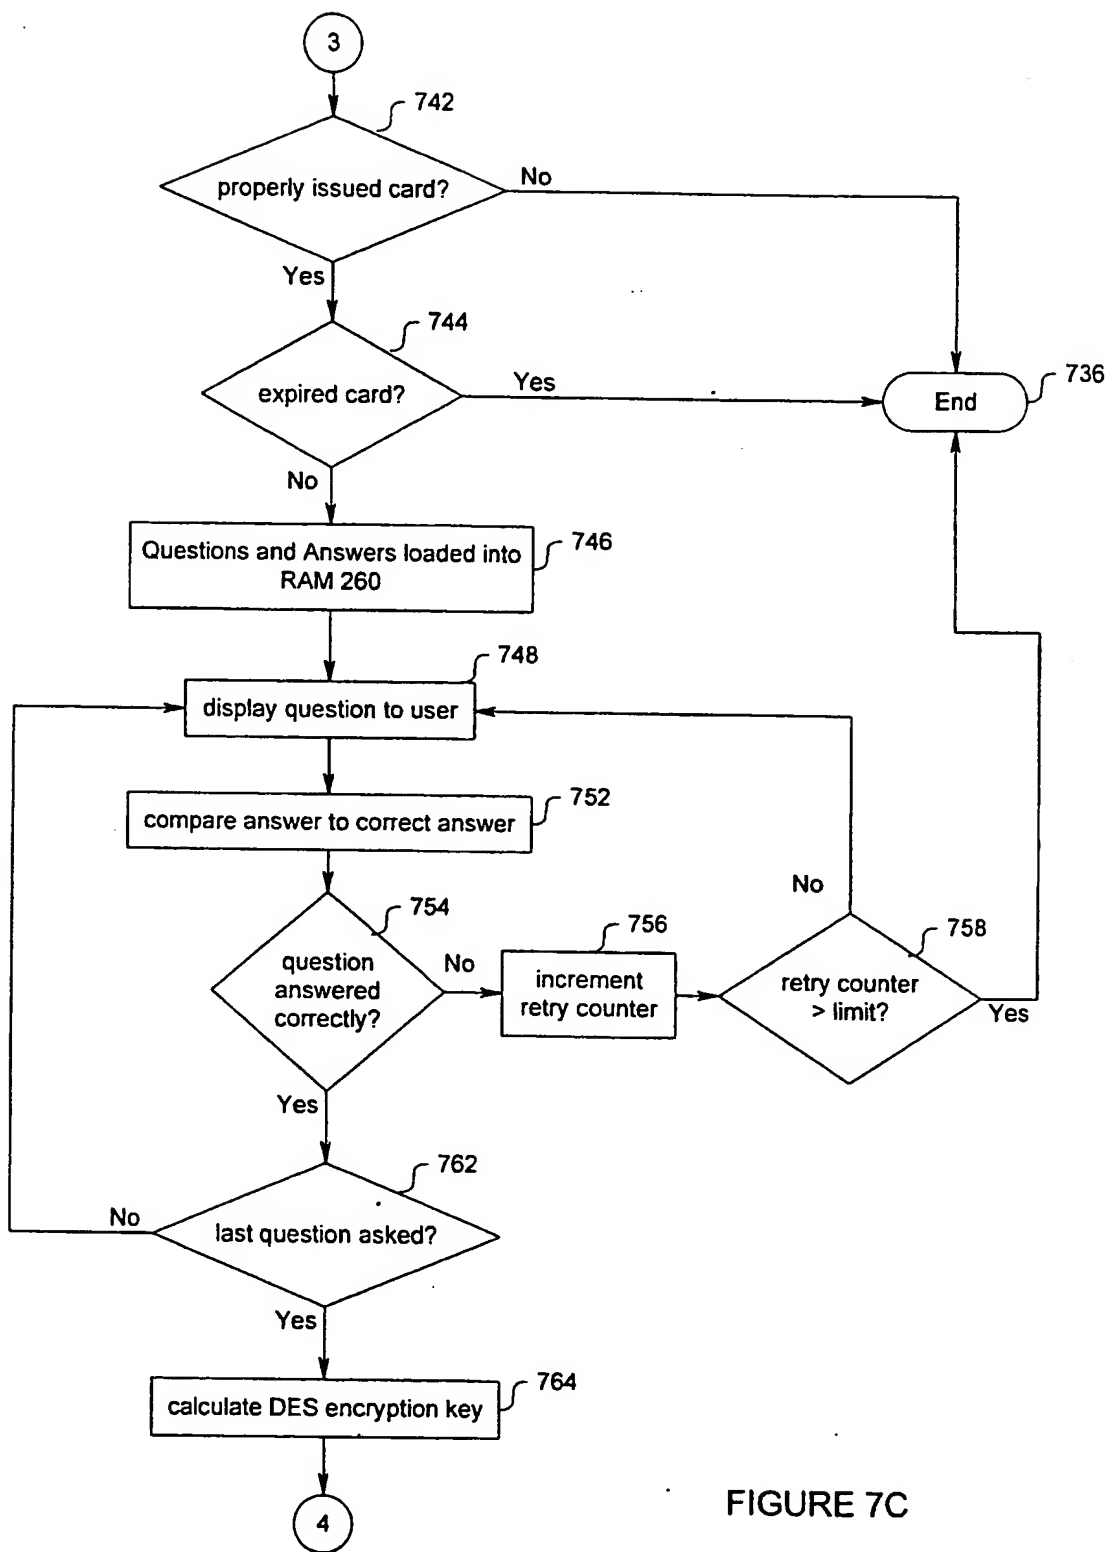 3
742
properly issued card?
No
Yes
744
expired card?
Yes
736
End
No
Questions and Answers loaded into
RAM 260
746
748
display question to user
752
compare answer to correct answer
No
754
756
758
question
answered
correctly?
No
increment
retry counter
retry counter
> limit?
Yes
Yes
762
No
last question asked?
Yes
764
calculate DES encryption key
4
FIGURE 7C